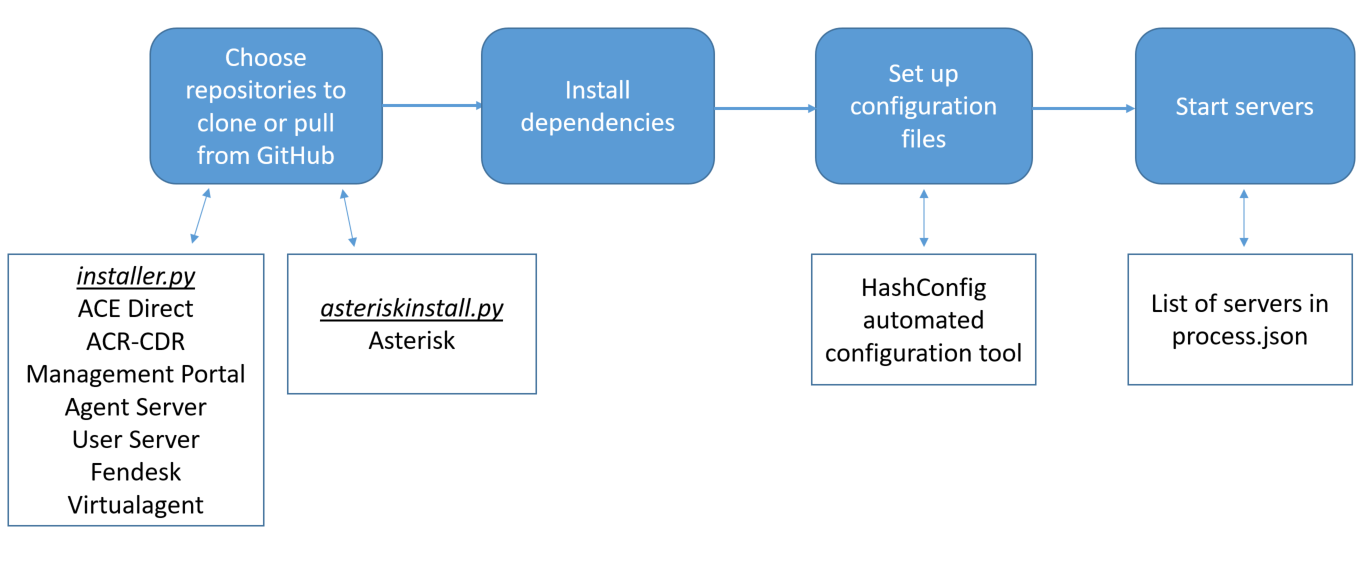 Choose
repositories to
clone or pull
from GitHub
Install
dependencies
Set up
configuration
files
Start servers
installer.py
ACE Direct
ACR-CDR
Management Portal
Agent Server
User Server
Fendesk
Virtualagent
asteriskinstall.py
Asterisk
HashConfig
automated
configuration tool
List of servers in
process.json